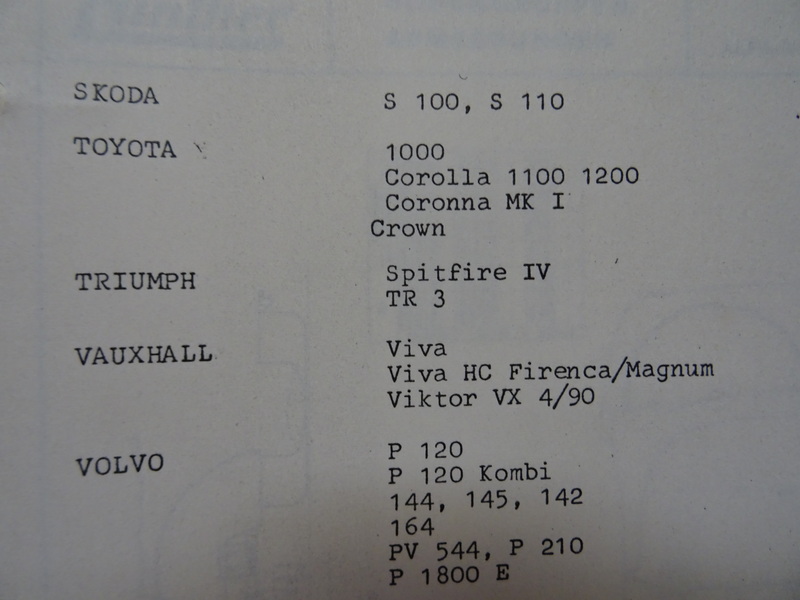 SKODA S 100, S 110
TOYOTA 1000
Corolla 1100 1200
Coronna MK I
Crown
TRIUMPH Spitfire IV
TR 3
VAUXHALL Viva
Viva HC Firenca/Magnum
Viktor VX 4/90
VOLVO P 120
P 120 Kombi
144, 145, 142
164
PV 544, P 210
P 1800 E